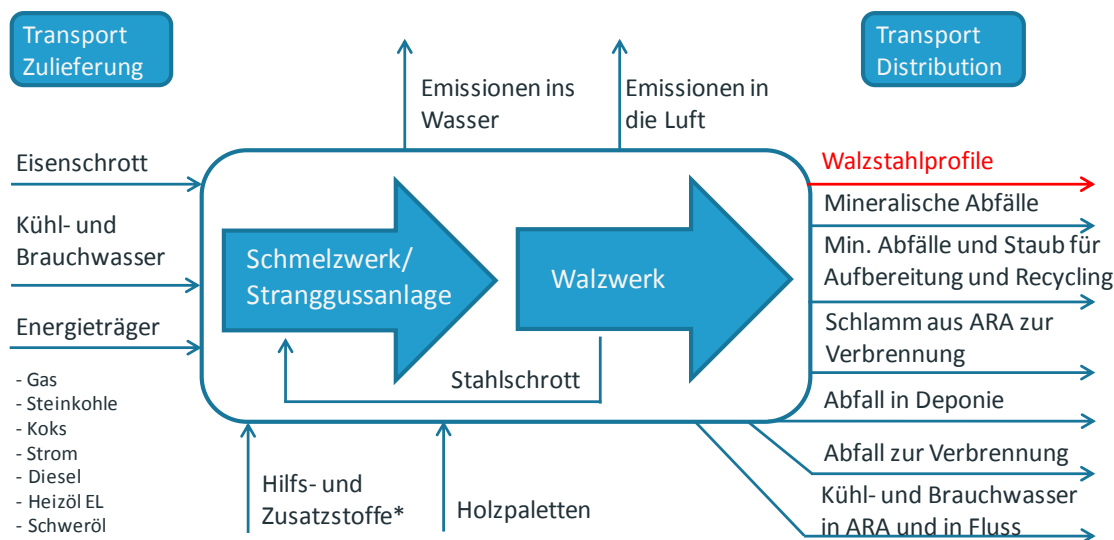 Transport
Zulieferung
Transport
Distribution
Emissionen ins
Wasser
Emissionen in
die Luft
Eisenschrott
Kühl- und
Brauchwasser
Energieträger
- Gas
- Steinkohle
- Koks
- Strom
- Diesel
- Heizöl EL
- Schweröl
Schmelzwerk/
Stranggussanlage
Walzwerk
Stahlschrott
Hilfs- und
Zusatzstoffe*
Holzpaletten
Walzstahlprofile
Mineralische Abfälle
Min. Abfälle und Staub für
Aufbereitung und Recycling
Schlamm aus ARA zur
Verbrennung
Abfall in Deponie
Abfall zur Verbrennung
Kühl- und Brauchwasser
in ARA und in Fluss